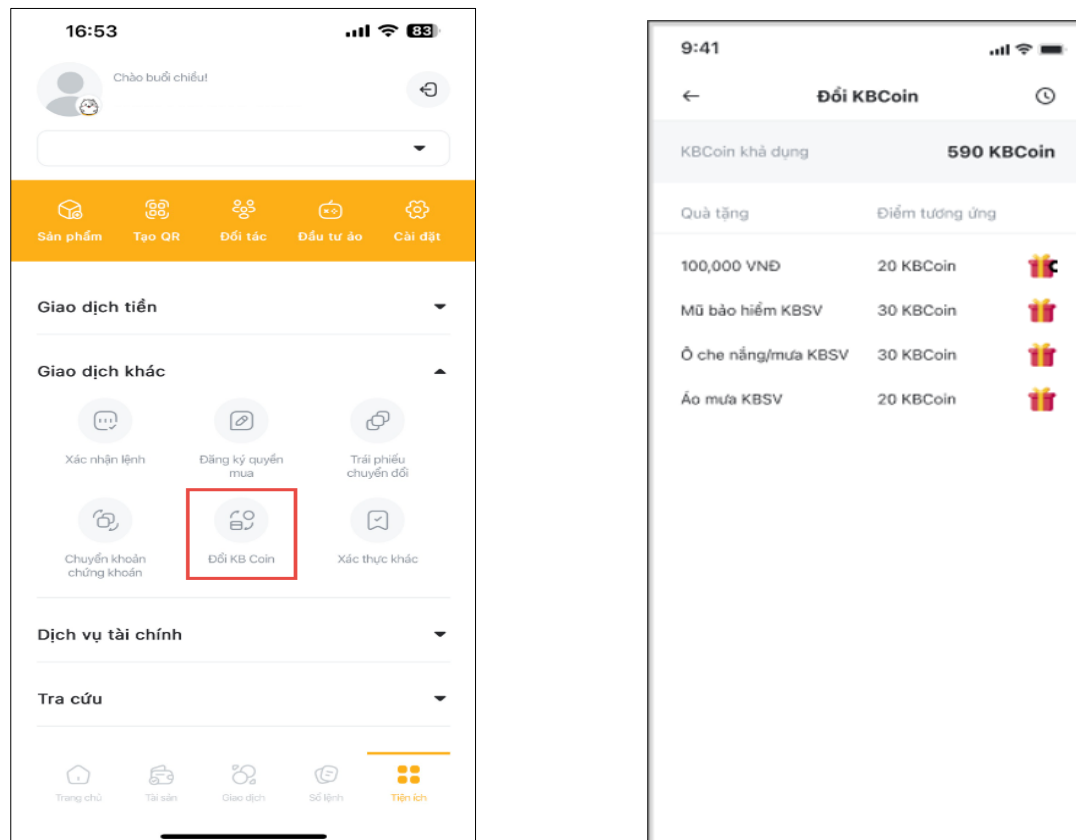 16:53
83
Chào buổi chiều!
Sản phẩm
Tạo QR
Đối tác
Đầu tư ảo
Cài đặt
Giao dịch tiền
Giao dịch khác
Xác nhận lệnh
Đăng ký quyền
mua
Trái phiếu
chuyển đổi
Chuyển khoản
chứng khoán
Đổi KB Coin
Xác thực khác
Dịch vụ tài chính
Tra cứu
Trang chủ
Tài sản
Giao dịch
Sổ lệnh
Tiện ích
9:41
Đổi KBCoin
KBCoin khả dụng 590 KBCoin
Quà tặng Điểm tương ứng
100,000 VNĐ 20 KBCoin
Mũ bảo hiểm KBSV 30 KBCoin
Ô che nắng/mưa KBSV 30 KBCoin
Áo mưa KBSV 20 KBCoin